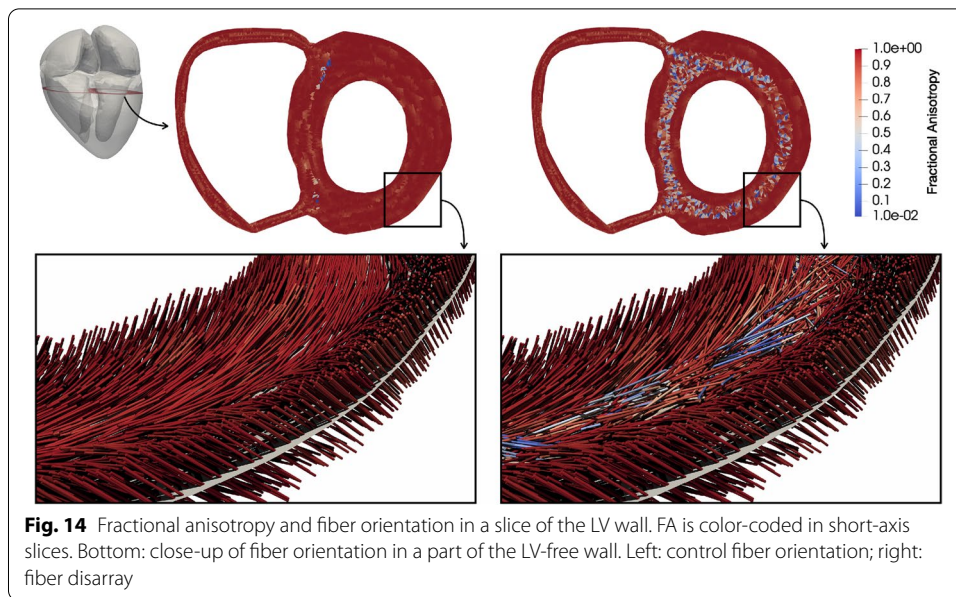 1.0e+00
0.9
0.8
0.7
0.6
0.5
0.4
0.3
0.2
0.1
1.0e-02
Fractional Anisotropy
Fig. 14 Fractional anisotropy and fiber orientation in a slice of the LV wall. FA is color-coded in short-axis
slices. Bottom: close-up of fiber orientation in a part of the LV-free wall. Left: control fiber orientation; right:
fiber disarray